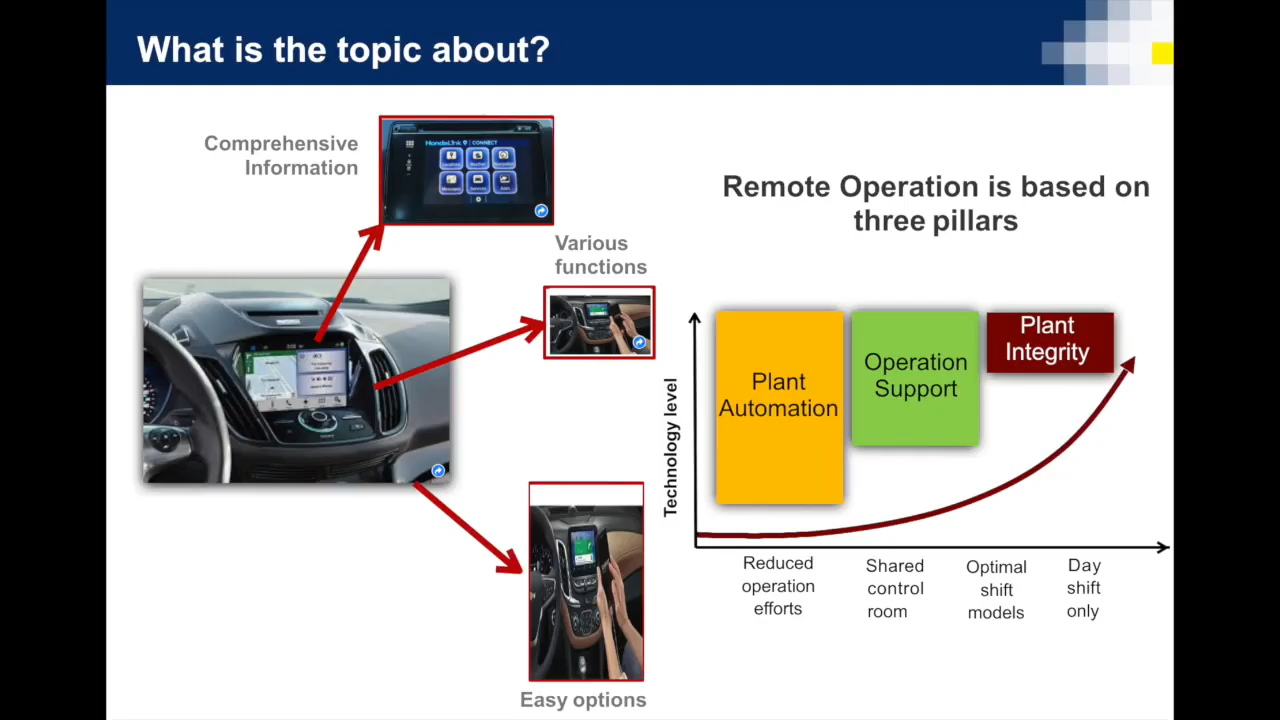 What is the topic about?
Comprehensive
Information
HondaLink CONNECT
Various
functions
Easy options
Remote Operation is based on
three pillars
Technology level
Plant
Automation
Operation
Support
Plant
Integrity
Reduced
operation
efforts
Shared
control
room
Optimal
shift
models
Day
shift
only